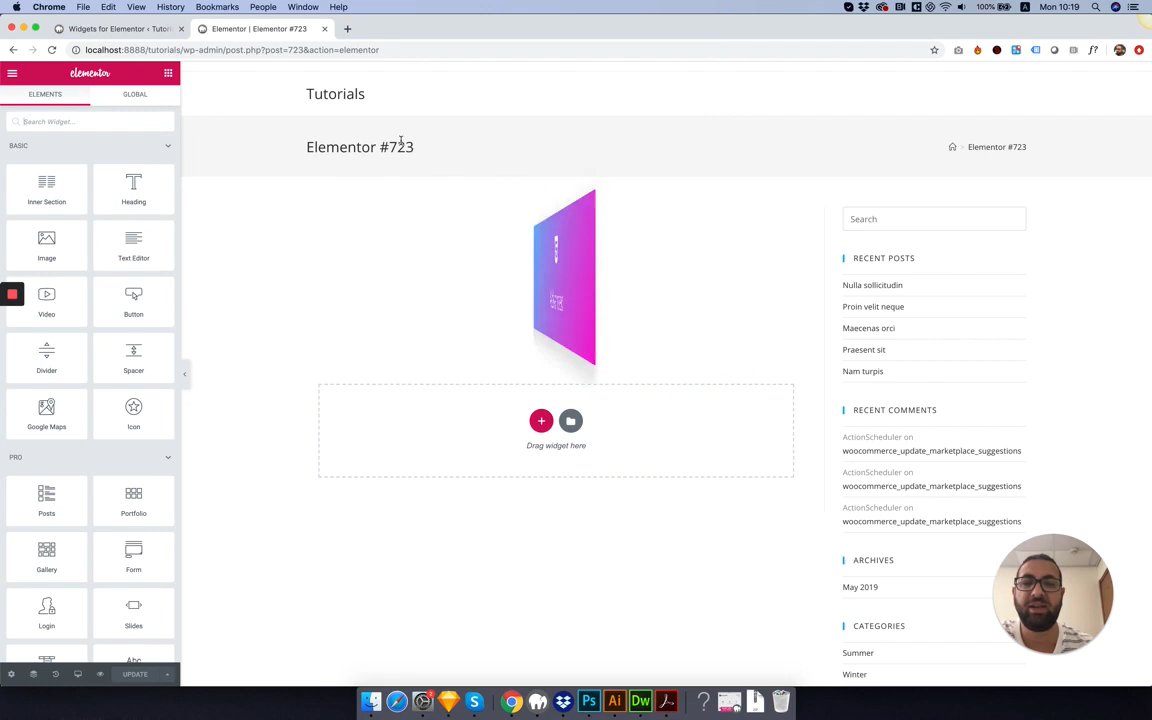 Chrome File Edit View History Bookmarks People Window Help
100% Mon 10:19
Widgets for Elementor ‹ Tutori
Elementor | Elementor #723
localhost:8888/tutorials/wp-admin/post.php?post=723&action=elementor
elementor
ELEMENTS GLOBAL
Search Widget...
BASIC
Inner Section Heading
Image Text Editor
Video Button
Divider Spacer
Google Maps Icon
PRO
Posts Portfolio
Gallery Form
Login Slides
Abc
UPDATE
Tutorials
Elementor #723
> Elementor #723
Drag widget here
Search
RECENT POSTS
Nulla sollicitudin
Proin velit neque
Maecenas orci
Praesent sit
Nam turpis
RECENT COMMENTS
ActionScheduler on
woocommerce_update_marketplace_suggestions
ActionScheduler on
woocommerce_update_marketplace_suggestions
ActionScheduler on
woocommerce_update_marketplace_suggestions
ARCHIVES
May 2019
CATEGORIES
Summer
Winter
Ps Ai Dw